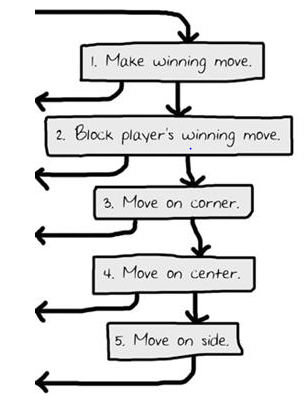 1. Make winning move.
2. Block player's winning move.
3. Move on corner.
4. Move on center.
5. Move on side.